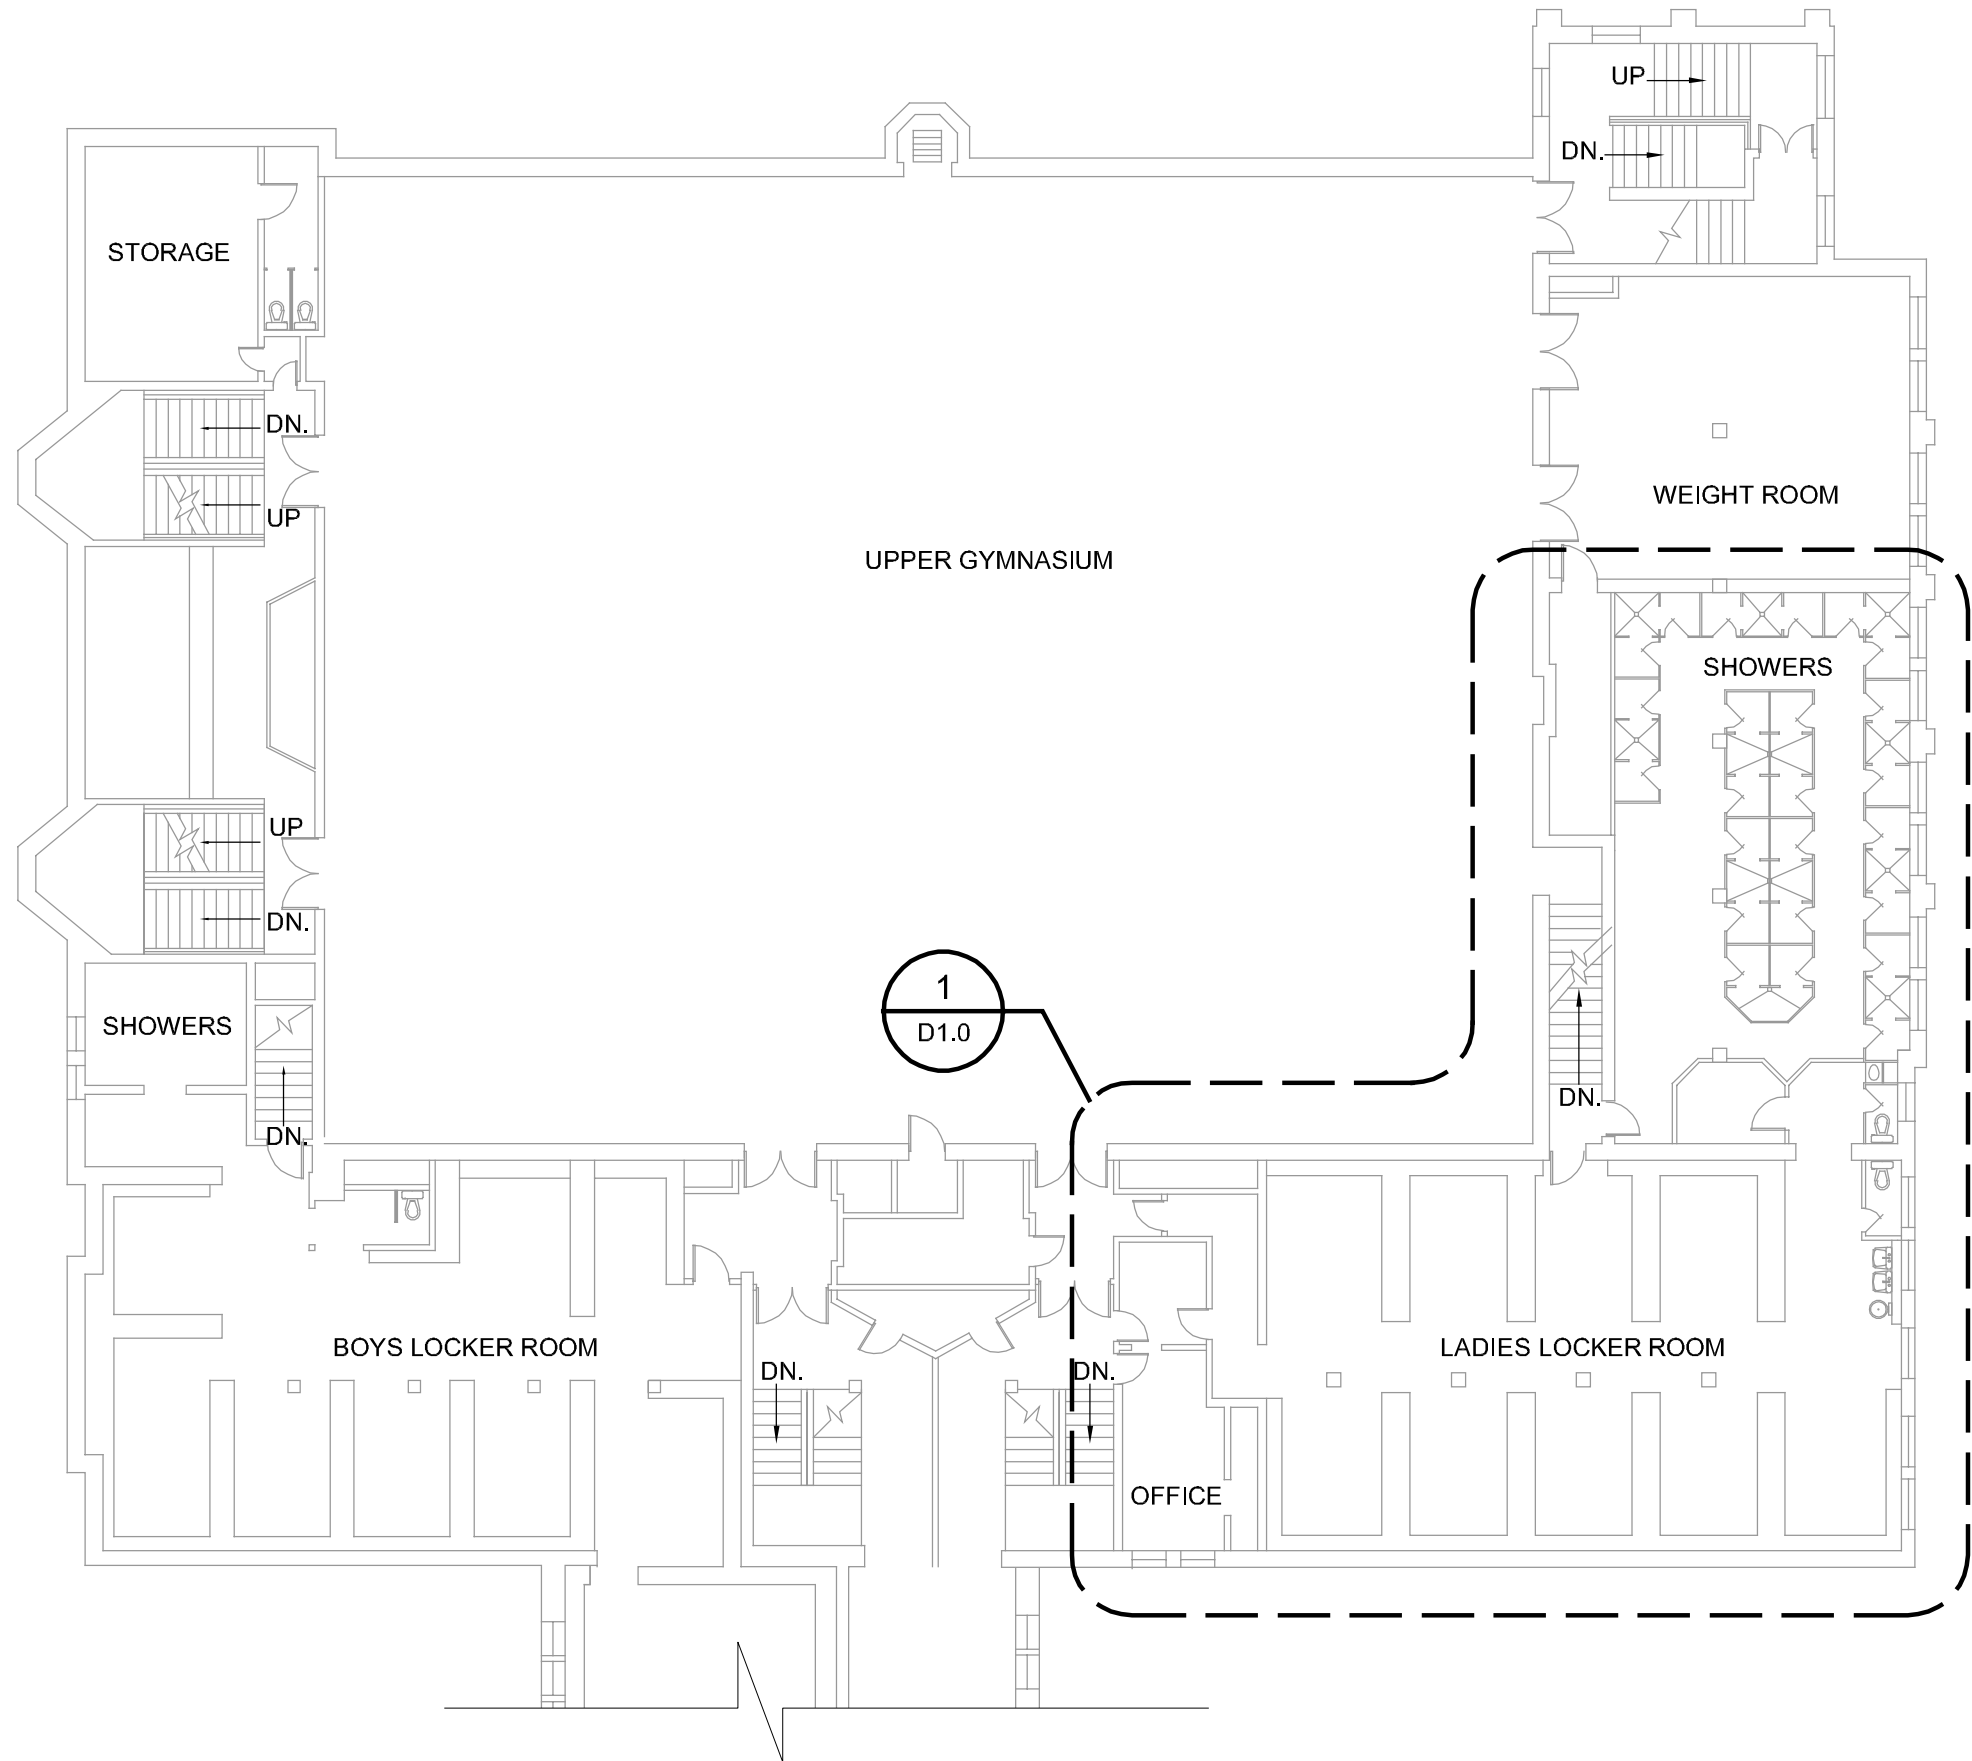 UP
DN.
STORAGE
DN.
UP
WEIGHT ROOM
UPPER GYMNASIUM
SHOWERS
UP
DN.
1
D1.0
SHOWERS
DN.
DN.
BOYS LOCKER ROOM
LADIES LOCKER ROOM
DN.
DN.
OFFICE